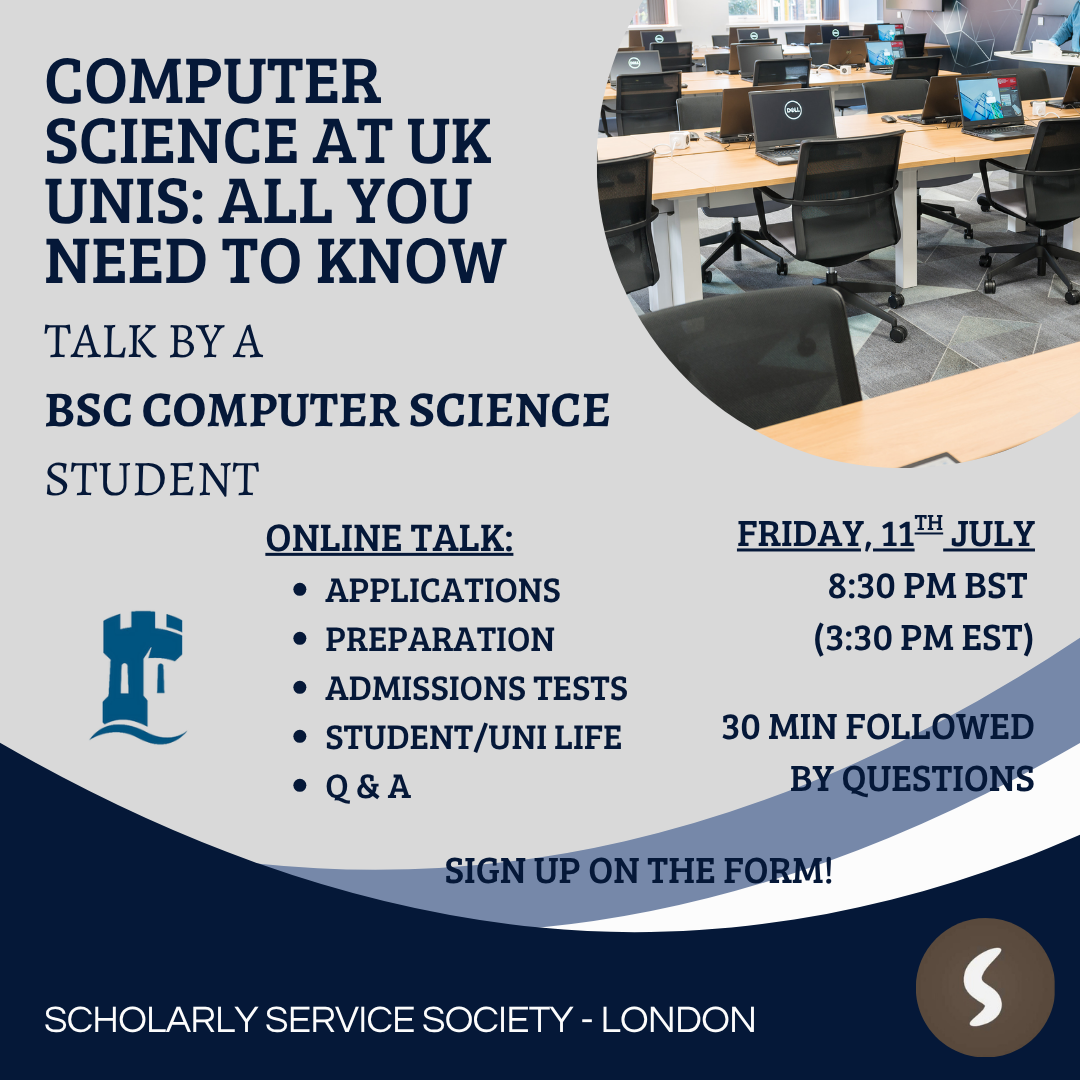 COMPUTER
SCIENCE AT UK
UNIS: ALL YOU
NEED TO KNOW
TALK BY A
BSC COMPUTER SCIENCE
STUDENT
ONLINE TALK:
• APPLICATIONS
• PREPARATION
• ADMISSIONS TESTS
• STUDENT/UNI LIFE
• Q & A
FRIDAY, 11TH JULY
8:30 PM BST
(3:30 PM EST)
30 MIN FOLLOWED
BY QUESTIONS
SIGN UP ON THE FORM!
SCHOLARLY SERVICE SOCIETY - LONDON
S
DELL